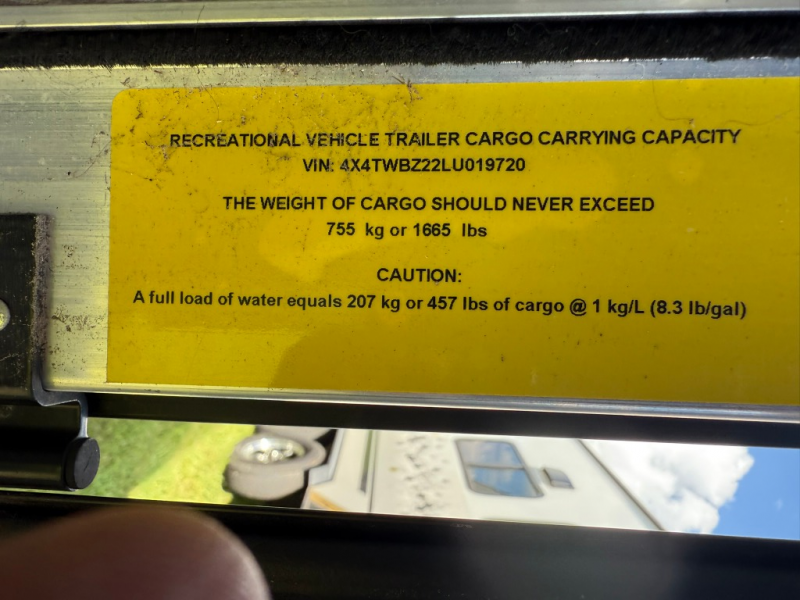 RECREATIONAL VEHICLE TRAILER CARGO CARRYING CAPACITY
VIN: 4X4TWBZ22LU019720
THE WEIGHT OF CARGO SHOULD NEVER EXCEED
755 kg or 1665 lbs
CAUTION:
A full load of water equals 207 kg or 457 lbs of cargo @ 1 kg/L (8.3 lb/gal)